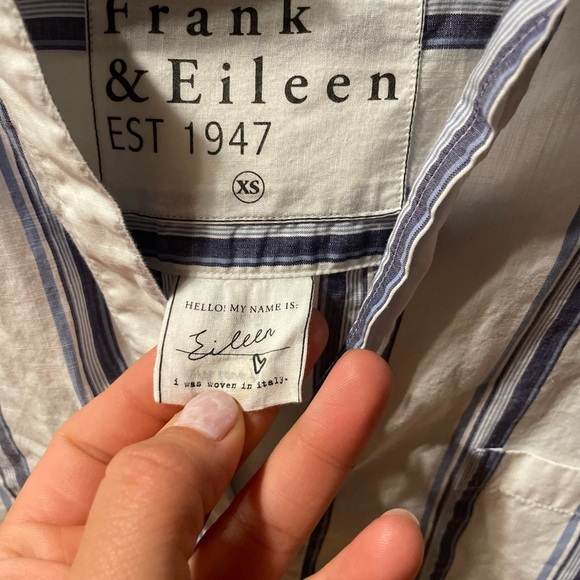 Frank
& Eileen
EST 1947
XS
HELLO! MY NAME IS:
Eileen
i was woven in italy.